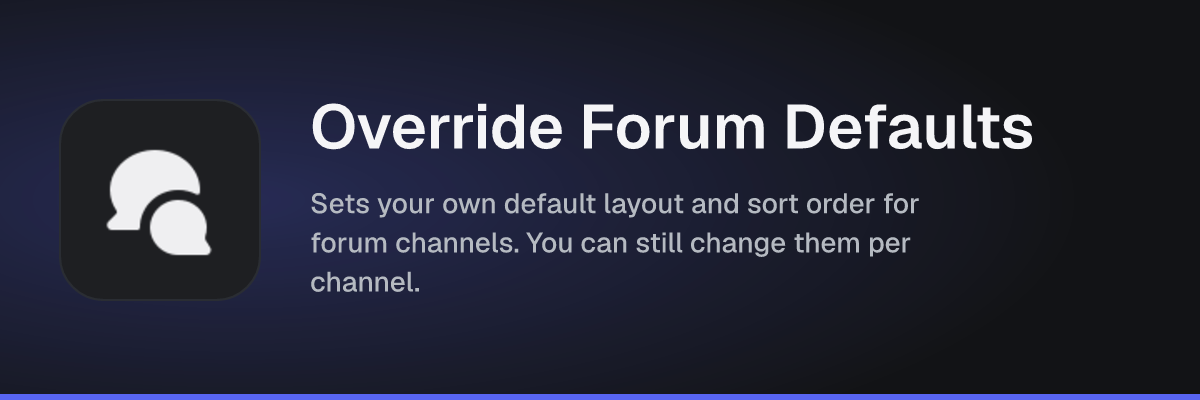 Override Forum Defaults
Sets your own default layout and sort order for
forum channels. You can still change them per
channel.